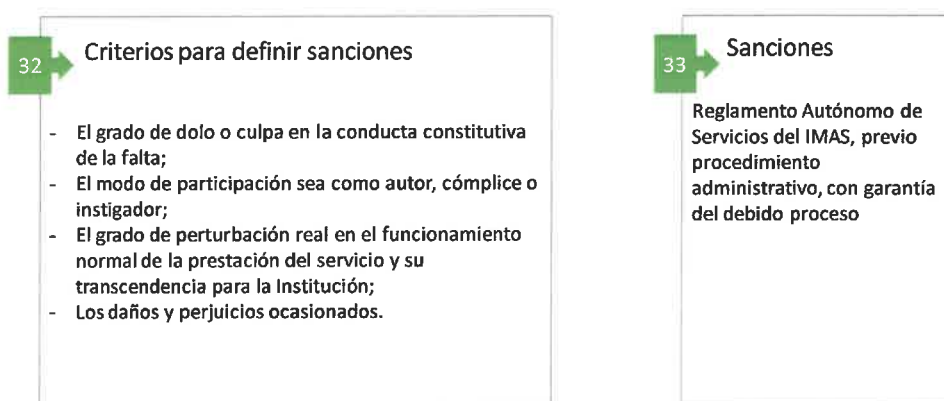 32
Criterios para definir sanciones
- El grado de dolo o culpa en la conducta constitutiva
de la falta;
- El modo de participación sea como autor, cómplice o
instigador;
- El grado de perturbación real en el funcionamiento
normal de la prestación del servicio y su
transcendencia para la Institución;
- Los daños y perjuicios ocasionados.
33
Sanciones
Reglamento Autónomo de
Servicios del IMAS, previo
procedimiento
administrativo, con garantía
del debido proceso